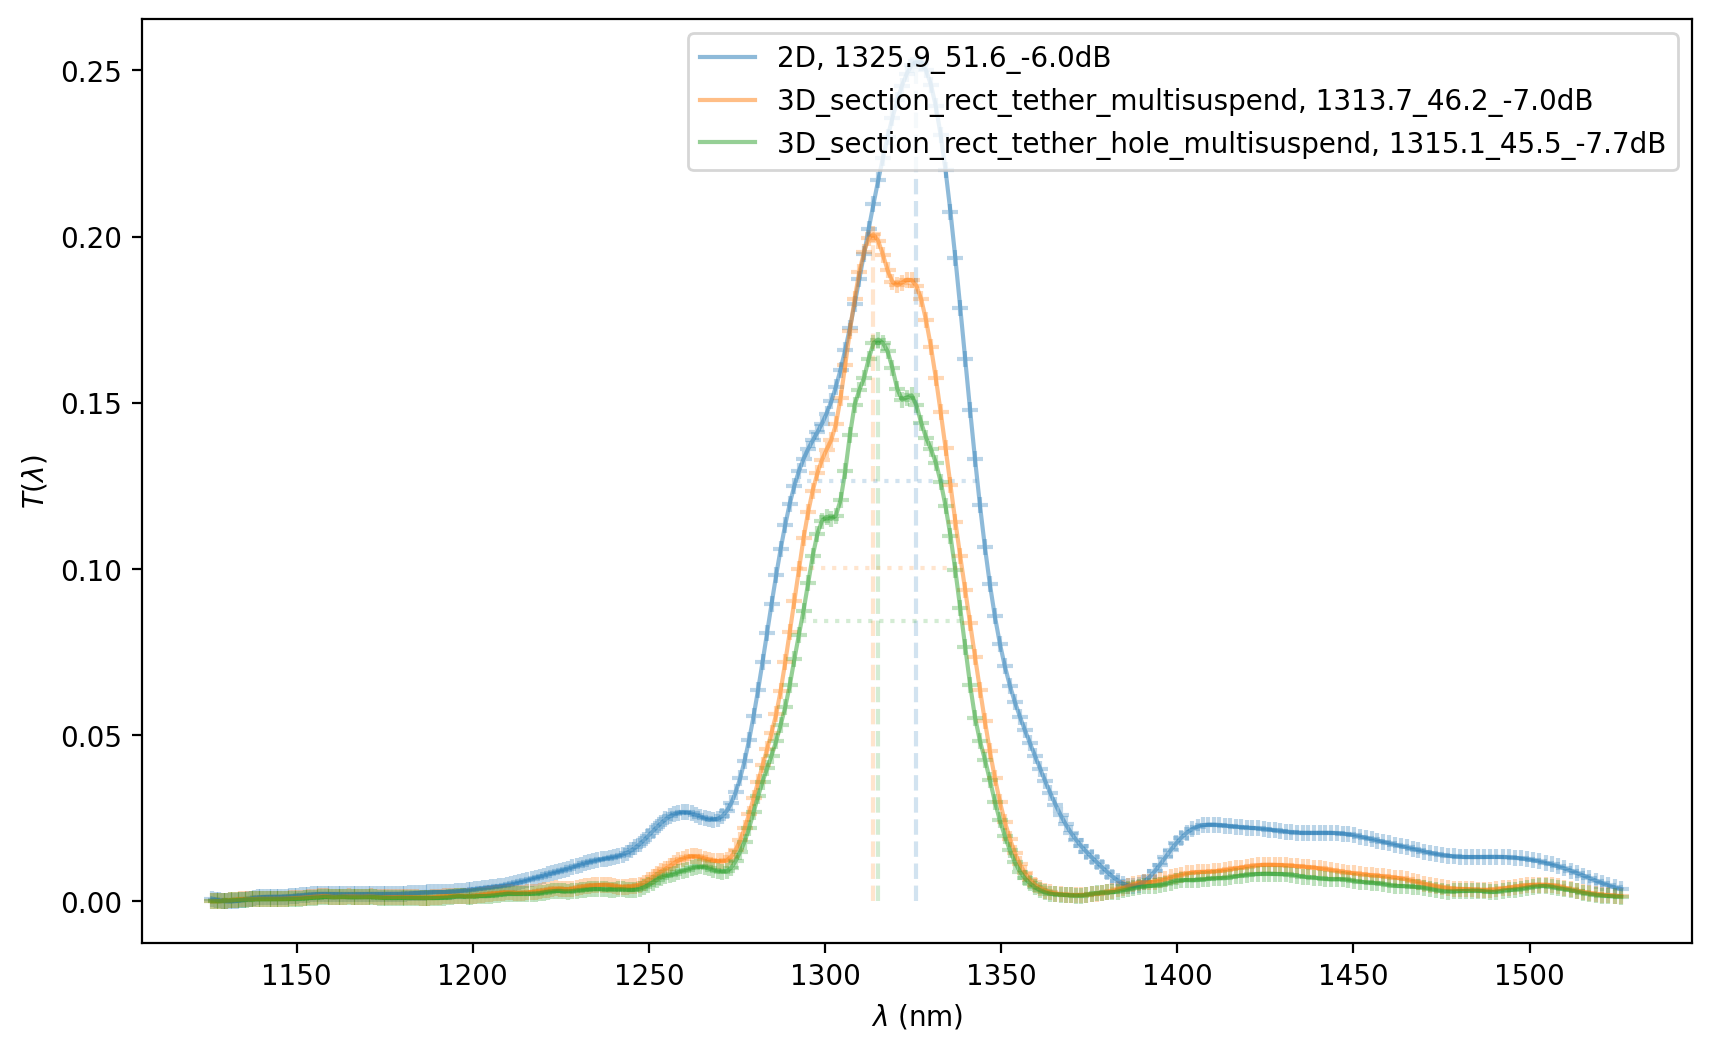 2D, 1325.9_51.6_-6.0dB
3D_section_rect_tether_multisuspend, 1313.7_46.2_-7.0dB
3D_section_rect_tether_hole_multisuspend, 1315.1_45.5_-7.7dB
0.25
0.20
0.15
0.10
0.05
0.00
T(λ)
1150 1200 1250 1300 1350 1400 1450 1500
λ (nm)